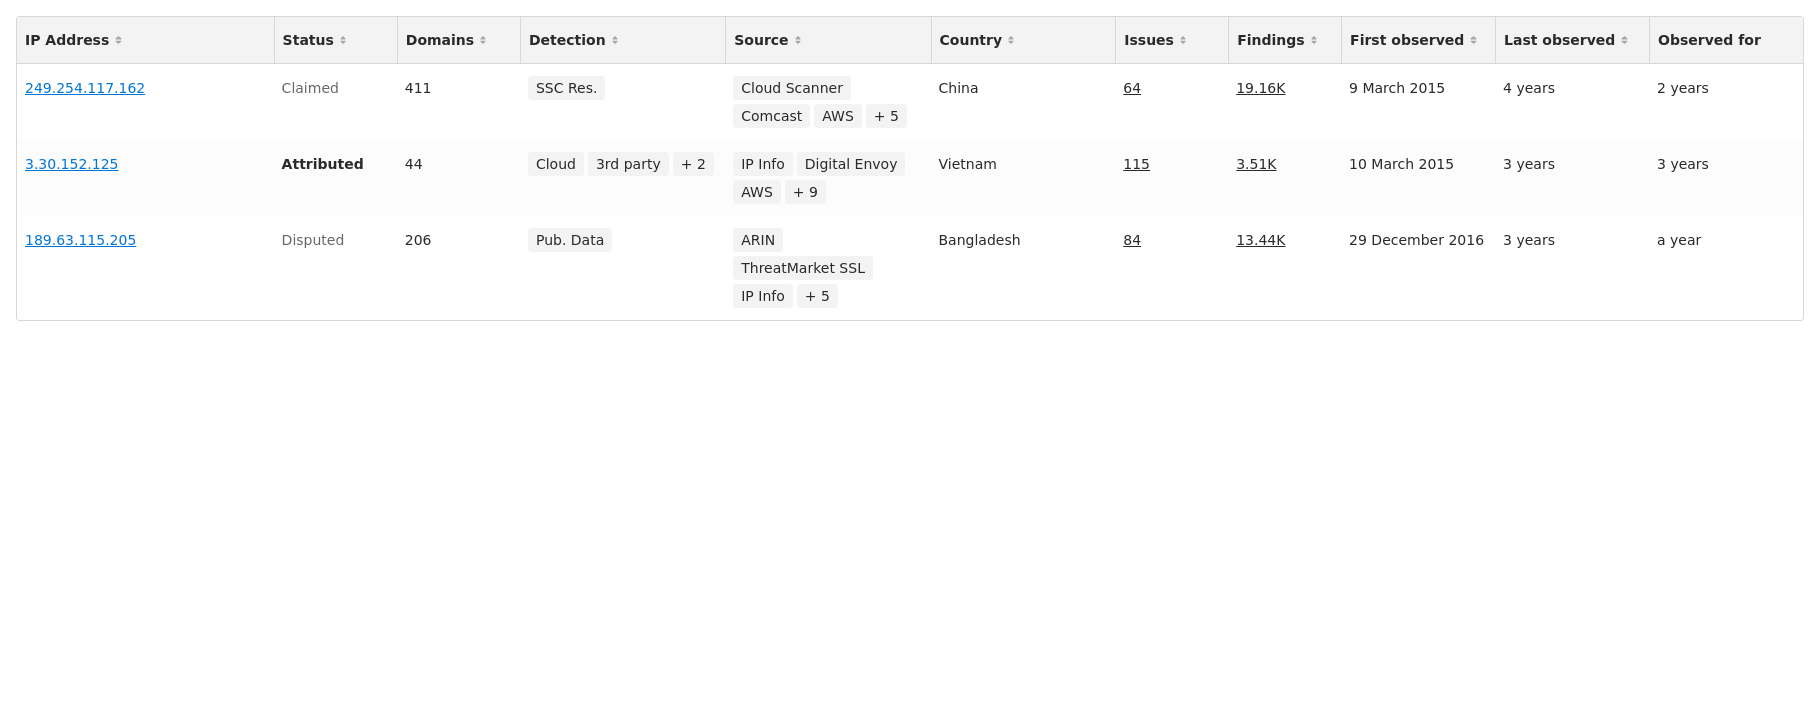 IP Address Status Domains Detection Source Country Issues Findings First observed Last observed Observed for
249.254.117.162 Claimed 411 SSC Res. Cloud Scanner China 64 19.16K 9 March 2015 4 years 2 years
Comcast AWS + 5
3.30.152.125 Attributed 44 Cloud 3rd party + 2 IP Info Digital Envoy Vietnam 115 3.51K 10 March 2015 3 years 3 years
AWS + 9
189.63.115.205 Disputed 206 Pub. Data ARIN Bangladesh 84 13.44K 29 December 2016 3 years a year
ThreatMarket SSL
IP Info + 5